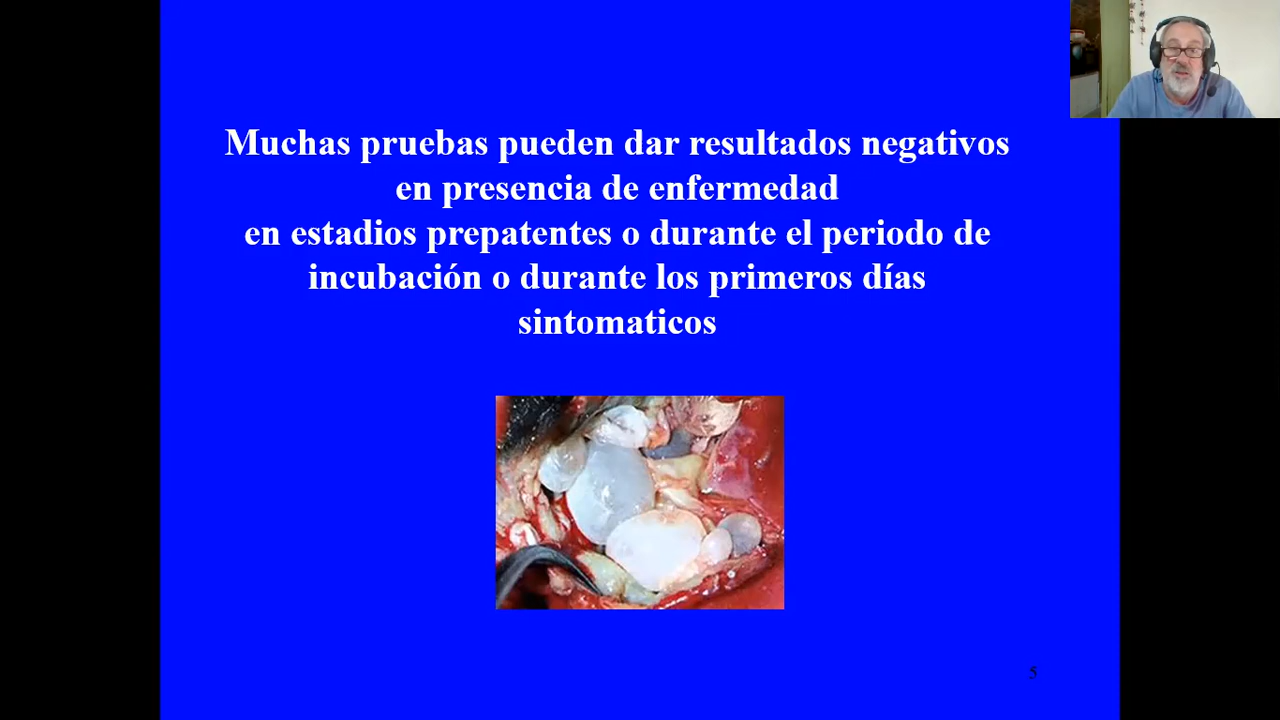 Muchas pruebas pueden dar resultados negativos
en presencia de enfermedad
en estadios prepatentes o durante el periodo de
incubación o durante los primeros días
sintomaticos
5